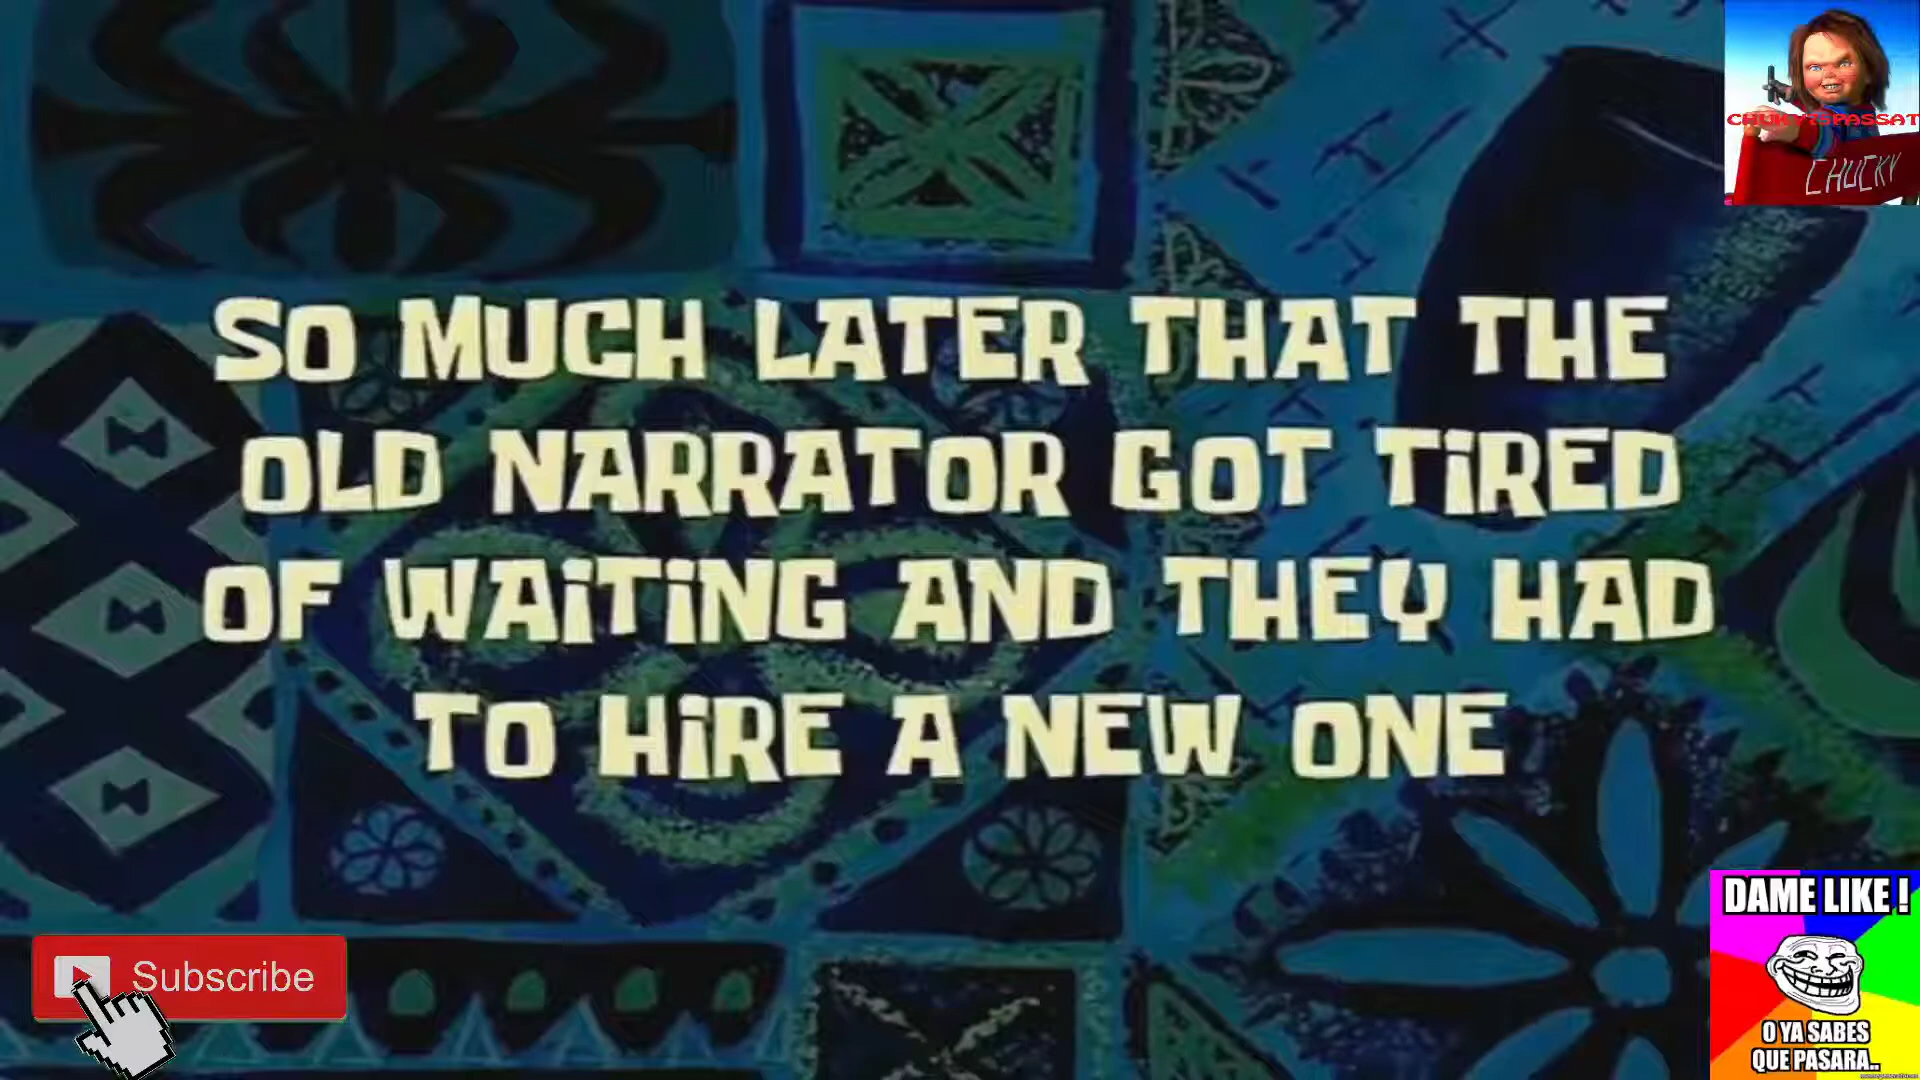 CHUKY15PASSAT
CHUCKY
SO MUCH LATER THAT THE
OLD NARRATOR GOT TIRED
OF WAITING AND THEY HAD
TO HIRE A NEW ONE
Subscribe
DAME LIKE !
O YA SABES
QUE PASARA..